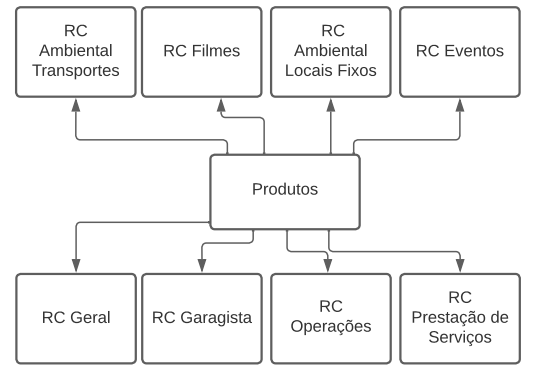 RC
Ambiental
Transportes
RC Filmes
RC
Ambiental
Locais Fixos
RC Eventos
Produtos
RC Geral
RC Garagista
RC
Operações
RC
Prestação de
Serviços